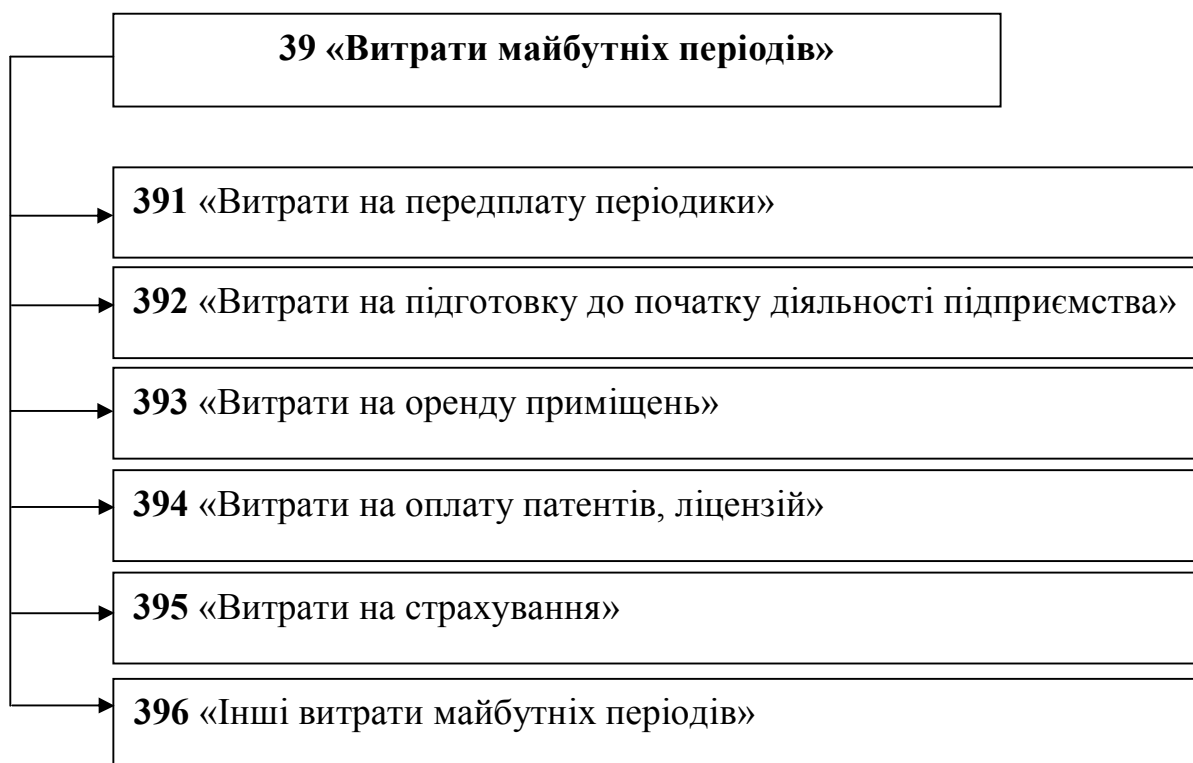 39 «Витрати майбутніх періодів»
391 «Витрати на передплату періодики»
392 «Витрати на підготовку до початку діяльності підприємства»
393 «Витрати на оренду приміщень»
394 «Витрати на оплату патентів, ліцензій»
395 «Витрати на страхування»
396 «Інші витрати майбутніх періодів»